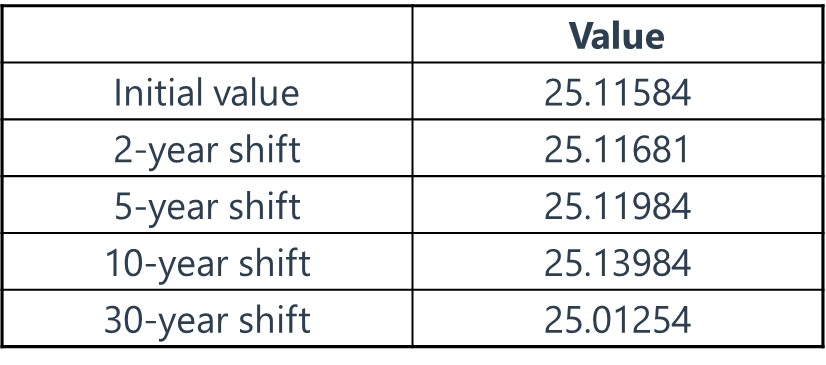 Value
Initial value 25.11584
2-year shift 25.11681
5-year shift 25.11984
10-year shift 25.13984
30-year shift 25.01254